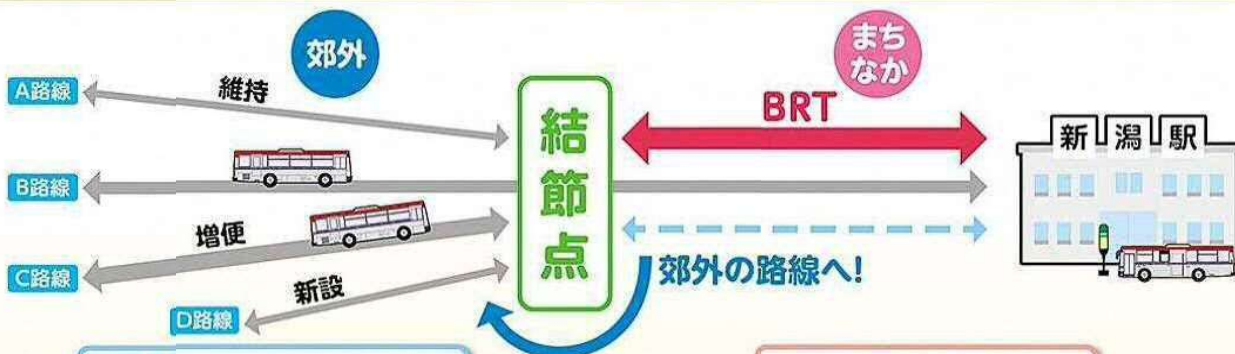 郊外
まち
なか
A路線
維持
BRT
結節点
新潟駅
B路線
増便
C路線
新設
D路線
郊外の路線へ!